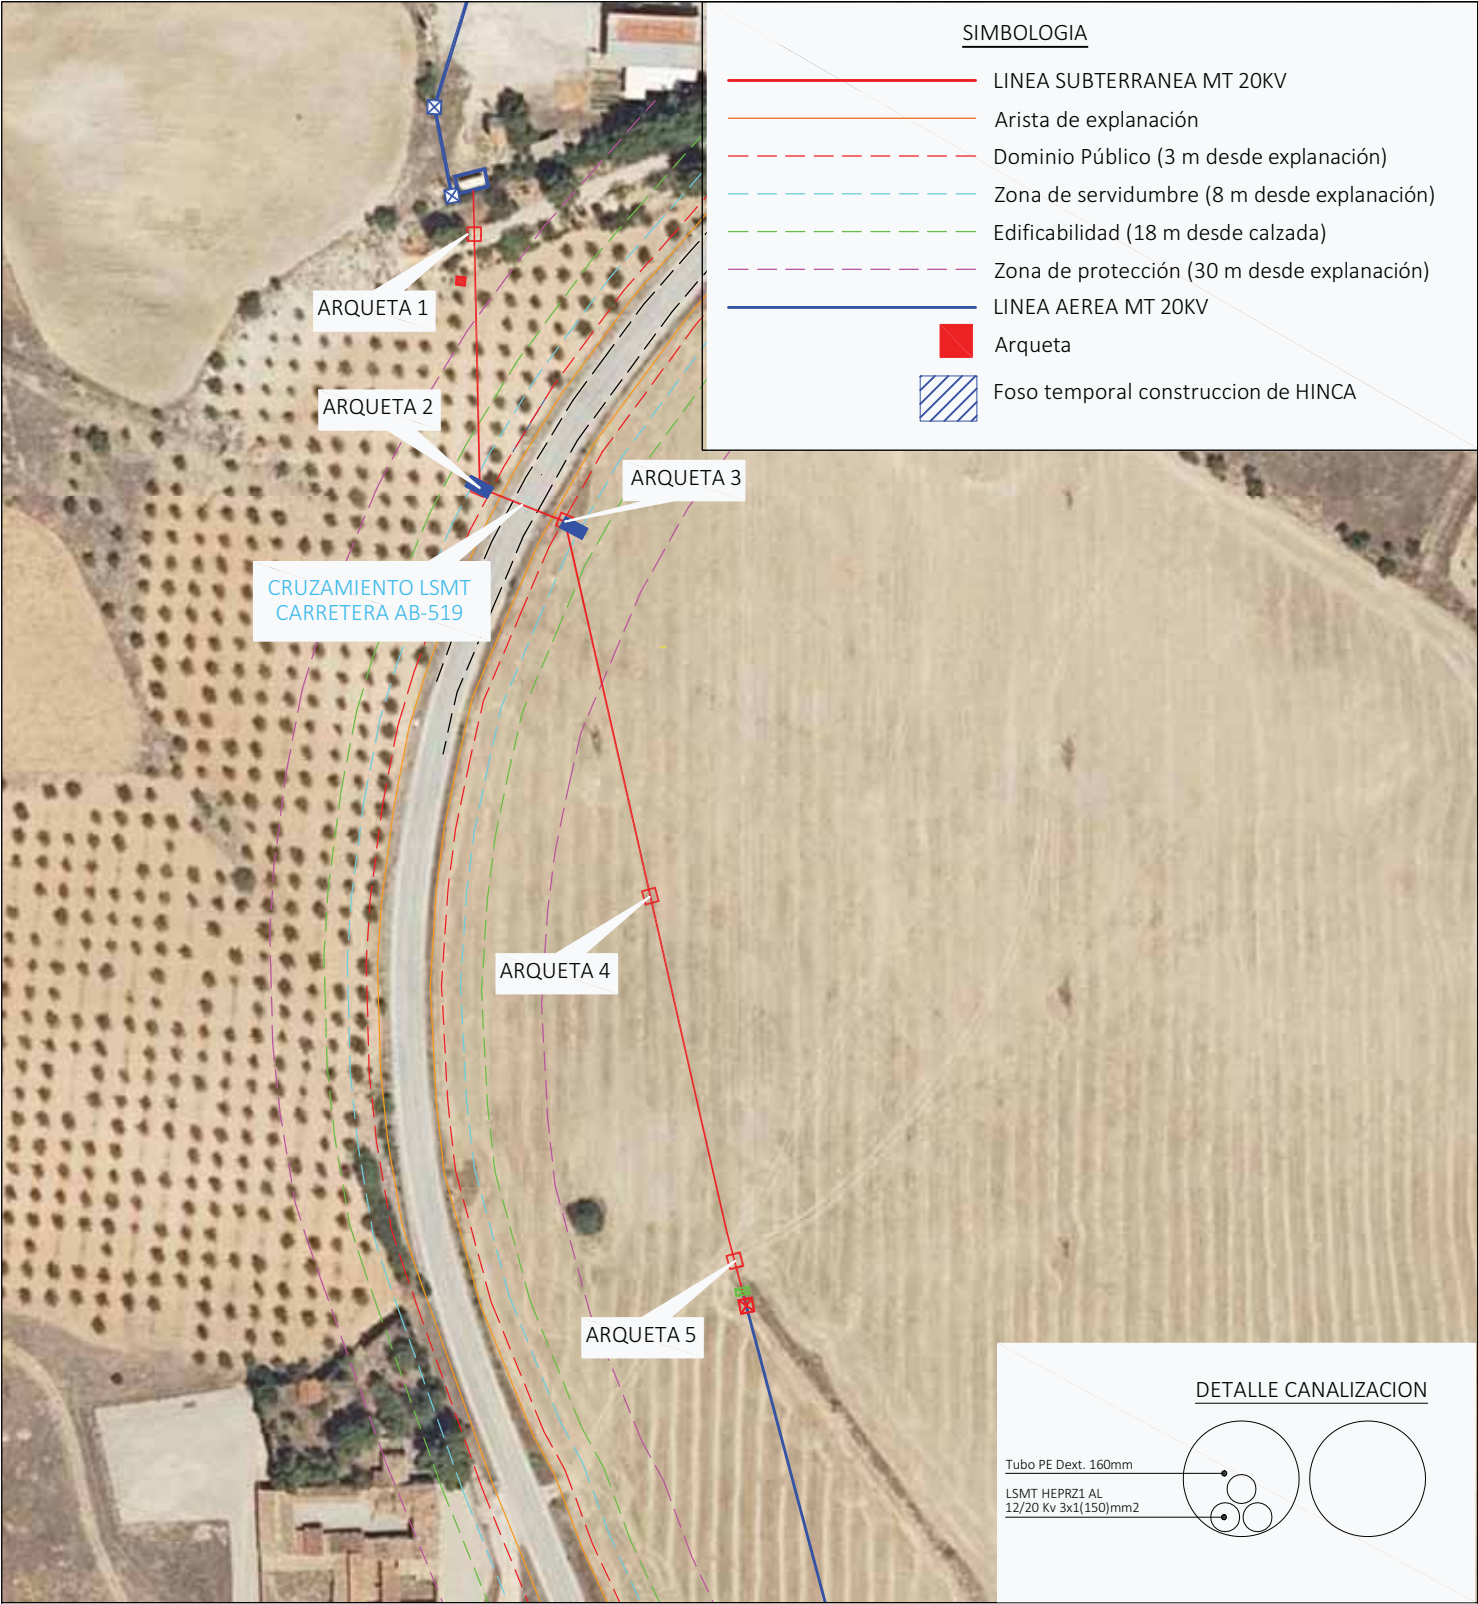 SIMBOLOGIA
LINEA SUBTERRANEA MT 20KV
Arista de explanación
Dominio Público (3 m desde explanación)
Zona de servidumbre (8 m desde explanación)
Edificabilidad (18 m desde calzada)
Zona de protección (30 m desde explanación)
LINEA AEREA MT 20KV
Arqueta
Foso temporal construccion de HINCA
ARQUETA 1
ARQUETA 2
ARQUETA 3
CRUZAMIENTO LSMT
CARRETERA AB-519
ARQUETA 4
ARQUETA 5
DETALLE CANALIZACION
Tubo PE Dext. 160mm
LSMT HEPRZ1 AL
12/20 Kv 3x1(150)mm2